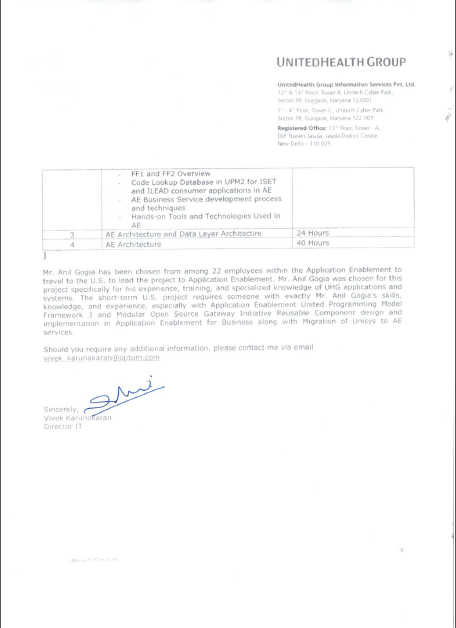 UNITEDHEALTH GROUP
UnitedHealth Group Information Services Pvt. Ltd
12th & 14th Floor, Tower B, Unitech Cyber Park,
Sector 39, Gurgaon, Haryana 122001
1st - 4th Floor, Tower C, Unitech Cyber Park,
Sector 39, Gurgaon, Haryana 122 001
Registered Office: 11th Floor, Tower - A,
DLF Towers Jasola, Jasola District Centre,
New Delhi - 110 025
- FF1 and FF2 Overview
- Code Lookup Database in UPM2 for ISET
and ILEAD consumer applications in AE
- AE Business Service development process
and techniques
- Hands-on Tools and Technologies Used in
AE
3 AE Architecture and Data Layer Architectire 24 Hours
4 AE Architecture 40 Hours
]
Mr. Anil Gogia has been chosen from among 22 employees within the Application Enablement to
travel to the U.S. to lead the project to Application Enablement. Mr. Anil Gogia was chosen for this
project specifically for his experience, training, and specialized knowledge of UHG applications and
systems. The short-term U.S. project requires someone with exactly Mr. Anil Gogia's skills,
knowledge, and experience, especially with Application Enablement United Programming Model
Framework 3 and Modular Open Source Gateway Initiative Reusable Component design and
implementation in Application Enablement for Business along with Migration of Unisys to AE
services.
Should you require any additional information, please contact me via email
vivek_karunakaran@optum.com
Sincerely,
Vivek Karunakaran
Director IT
4